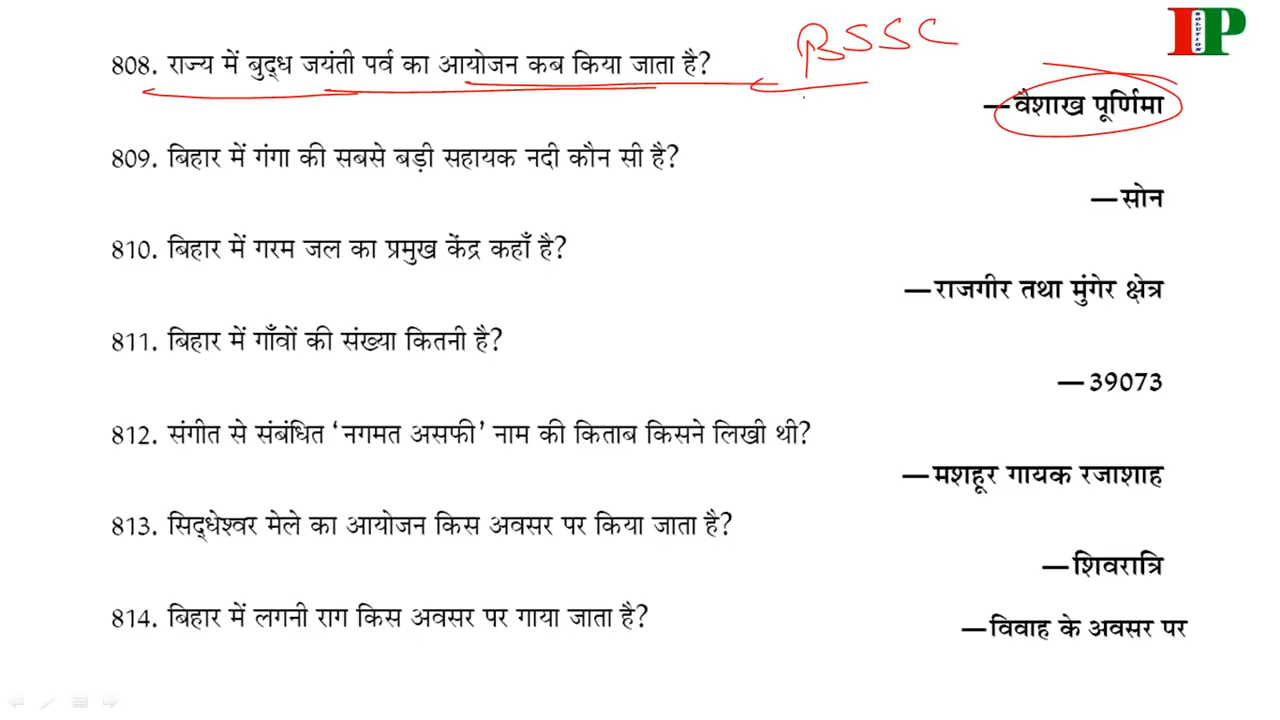 BSSC
IP
SOLUTION
808. राज्य में बुद्ध जयंती पर्व का आयोजन कब किया जाता है?
—वैशाख पूर्णिमा
809. बिहार में गंगा की सबसे बड़ी सहायक नदी कौन सी है?
—सोन
810. बिहार में गरम जल का प्रमुख केंद्र कहाँ है?
—राजगीर तथा मुंगेर क्षेत्र
811. बिहार में गाँवों की संख्या कितनी है?
—39073
812. संगीत से संबंधित ‘नगमत असफी’ नाम की किताब किसने लिखी थी?
—मशहूर गायक रजाशाह
813. सिद्धेश्वर मेले का आयोजन किस अवसर पर किया जाता है?
—शिवरात्रि
814. बिहार में लगनी राग किस अवसर पर गाया जाता है?
—विवाह के अवसर पर